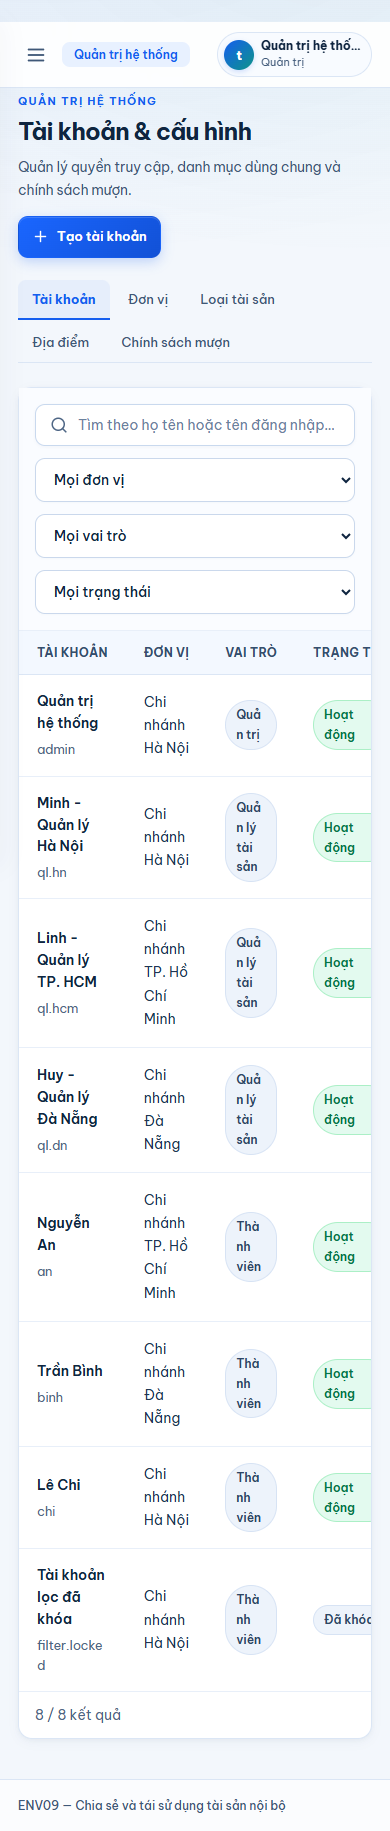 Quản trị hệ thống
t
Quản trị hệ thố...
Quản trị
QUẢN TRỊ HỆ THỐNG
Tài khoản & cấu hình
Quản lý quyền truy cập, danh mục dùng chung và
chính sách mượn.
+ Tạo tài khoản
Tài khoản Đơn vị Loại tài sản
Địa điểm Chính sách mượn
Tìm theo họ tên hoặc tên đăng nhập...
Mọi đơn vị
Mọi vai trò
Mọi trạng thái
TÀI KHOẢN ĐƠN VỊ VAI TRÒ TRẠNG T
Quản trị
hệ thống
admin
Chi
nhánh
Hà Nội
Quả
n trị
Hoạt
động
Minh -
Quản lý
Hà Nội
ql.hn
Chi
nhánh
Hà Nội
Quả
n lý
tài
sản
Hoạt
động
Linh -
Quản lý
TP. HCM
ql.hcm
Chi
nhánh
TP. Hồ
Chí
Minh
Quả
n lý
tài
sản
Hoạt
động
Huy -
Quản lý
Đà Nẵng
ql.dn
Chi
nhánh
Đà
Nẵng
Quả
n lý
tài
sản
Hoạt
động
Nguyễn
An
an
Chi
nhánh
TP. Hồ
Chí
Minh
Thà
nh
viên
Hoạt
động
Trần Bình
binh
Chi
nhánh
Đà
Nẵng
Thà
nh
viên
Hoạt
động
Lê Chi
chi
Chi
nhánh
Hà Nội
Thà
nh
viên
Hoạt
động
Tài khoản
lọc đã
khóa
filter.locke
d
Chi
nhánh
Hà Nội
Thà
nh
viên
Đã khóa
8 / 8 kết quả
ENV09 — Chia sẻ và tái sử dụng tài sản nội bộ